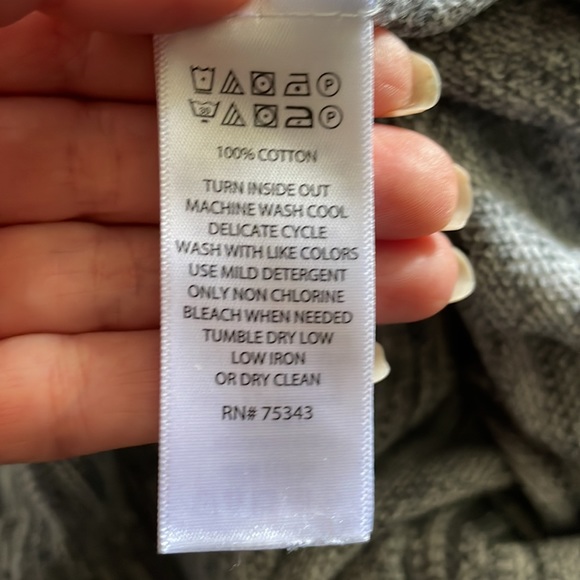 P
30 P
100% COTTON
TURN INSIDE OUT
MACHINE WASH COOL
DELICATE CYCLE
WASH WITH LIKE COLORS
USE MILD DETERGENT
ONLY NON CHLORINE
BLEACH WHEN NEEDED
TUMBLE DRY LOW
LOW IRON
OR DRY CLEAN
RN# 75343